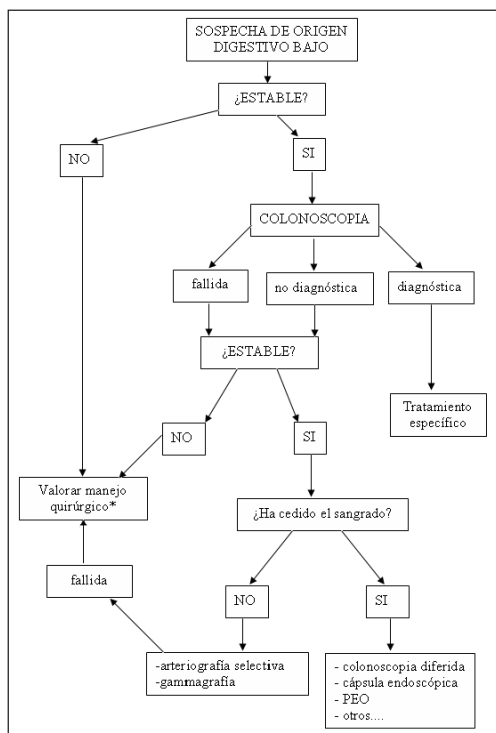 SOSPECHA DE ORIGEN
DIGESTIVO BAJO
¿ESTABLE?
NO
SI
COLONOSCOPIA
fallida
no diagnóstica
diagnóstica
¿ESTABLE?
Tratamiento
específico
NO
SI
Valorar manejo
quirúrgico*
¿Ha cedido el sangrado?
fallida
NO
SI
-arteriografía selectiva
-gammagrafía
- colonoscopia diferida
- cápsula endoscópica
- PEO
- otros....